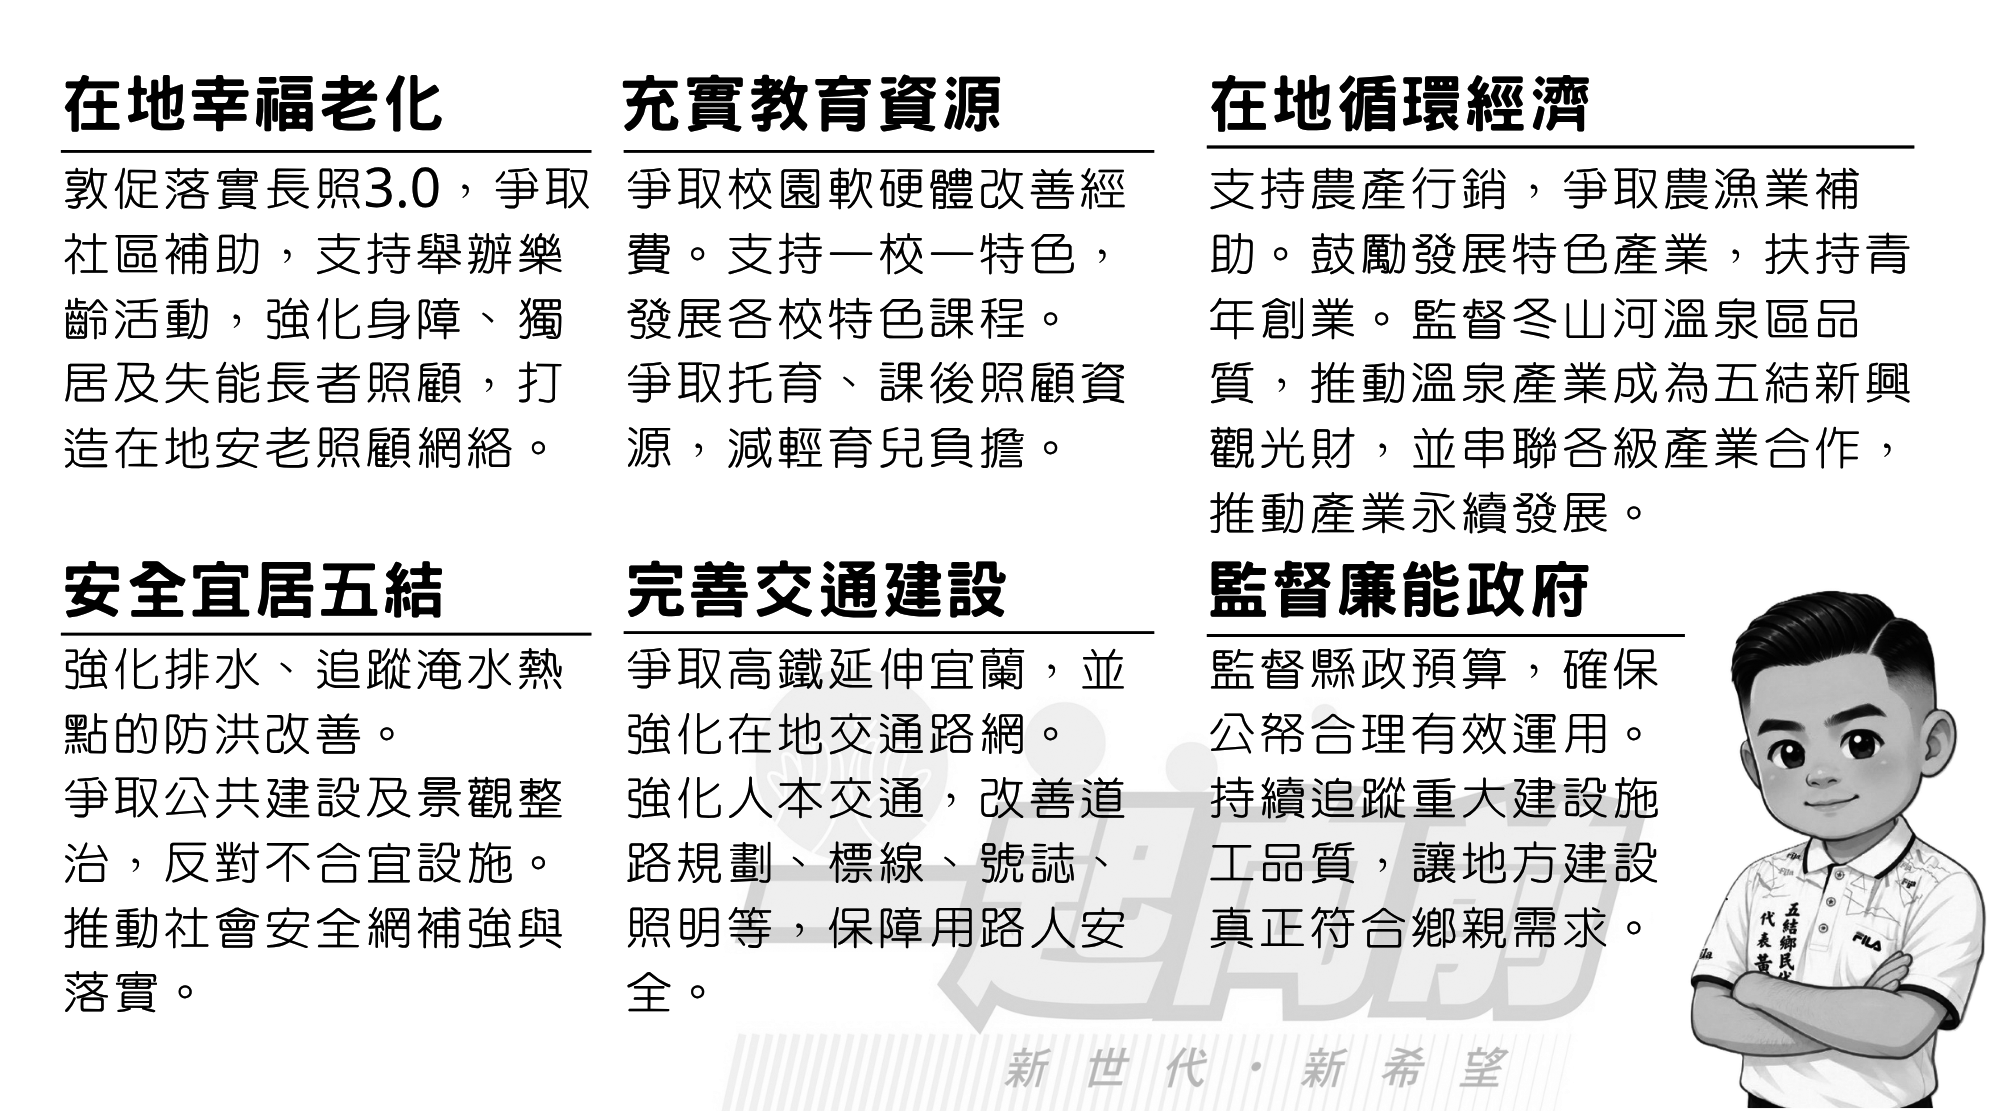 在地幸福老化
敦促落實長照3.0，爭取
社區補助，支持舉辦樂
齡活動，強化身障、獨
居及失能長者照顧，打
造在地安老照顧網絡。
充實教育資源
爭取校園軟硬體改善經
費。支持一校一特色，
發展各校特色課程。
爭取托育、課後照顧資
源，減輕育兒負擔。
在地循環經濟
支持農產行銷，爭取農漁業補
助。鼓勵發展特色產業，扶持青
年創業。監督冬山河溫泉區品
質，推動溫泉產業成為五結新興
觀光財，並串聯各級產業合作，
推動產業永續發展。
安全宜居五結
強化排水、追蹤淹水熱
點的防洪改善。
爭取公共建設及景觀整
治，反對不合宜設施。
推動社會安全網補強與
落實。
完善交通建設
爭取高鐵延伸宜蘭，並
強化在地交通路網。
強化人本交通，改善道
路規劃、標線、號誌、
照明等，保障用路人安
全。
監督廉能政府
監督縣政預算，確保
公帑合理有效運用。
持續追蹤重大建設施
工品質，讓地方建設
真正符合鄉親需求。
一起向前
新世代・新希望
五結鄉民代
代表黃
FILA